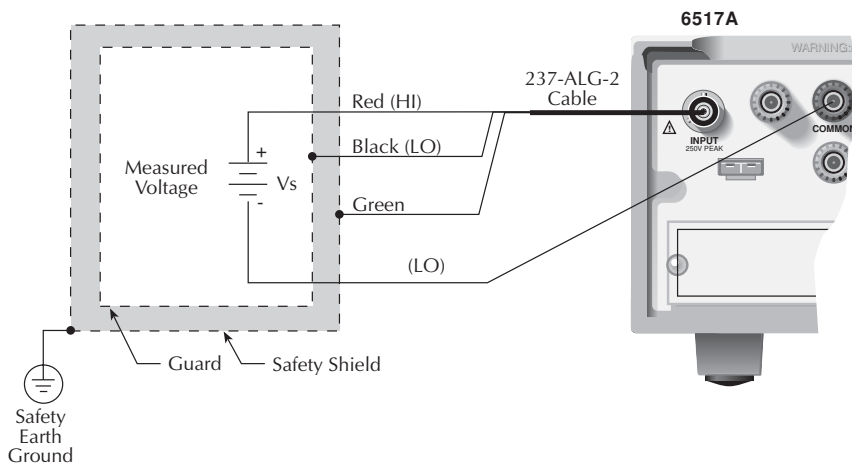 6517A
WARNING:
237-ALG-2
Cable
Red (HI)
Black (LO)
Green
(LO)
Measured
Voltage
+
Vs
-
INPUT
250V PEAK
COMMON
Guard
Safety Shield
Safety
Earth
Ground